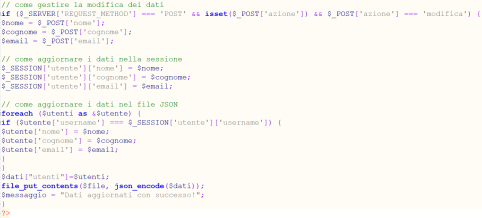 // come gestire la modifica dei dati
if ($_SERVER['REQUEST_METHOD'] === 'POST' && isset($_POST['azione']) && $_POST['azione'] === 'modifica') {
$nome = $_POST['nome'];
$cognome = $_POST['cognome'];
$email = $_POST['email'];

// come aggiornare i dati nella sessione
$_SESSION['utente']['nome'] = $nome;
$_SESSION['utente']['cognome'] = $cognome;
$_SESSION['utente']['email'] = $email;

// come aggiornare i dati nel file JSON
foreach ($utenti as &$utente) {
if ($utente['username'] === $_SESSION['utente']['username']) {
$utente['nome'] = $nome;
$utente['cognome'] = $cognome;
$utente['email'] = $email;
}
}
$dati["utenti"]=$utente;
file_put_contents($file, json_encode($dati));
$messaggio = "Dati aggiornati con successo!";
}
?>